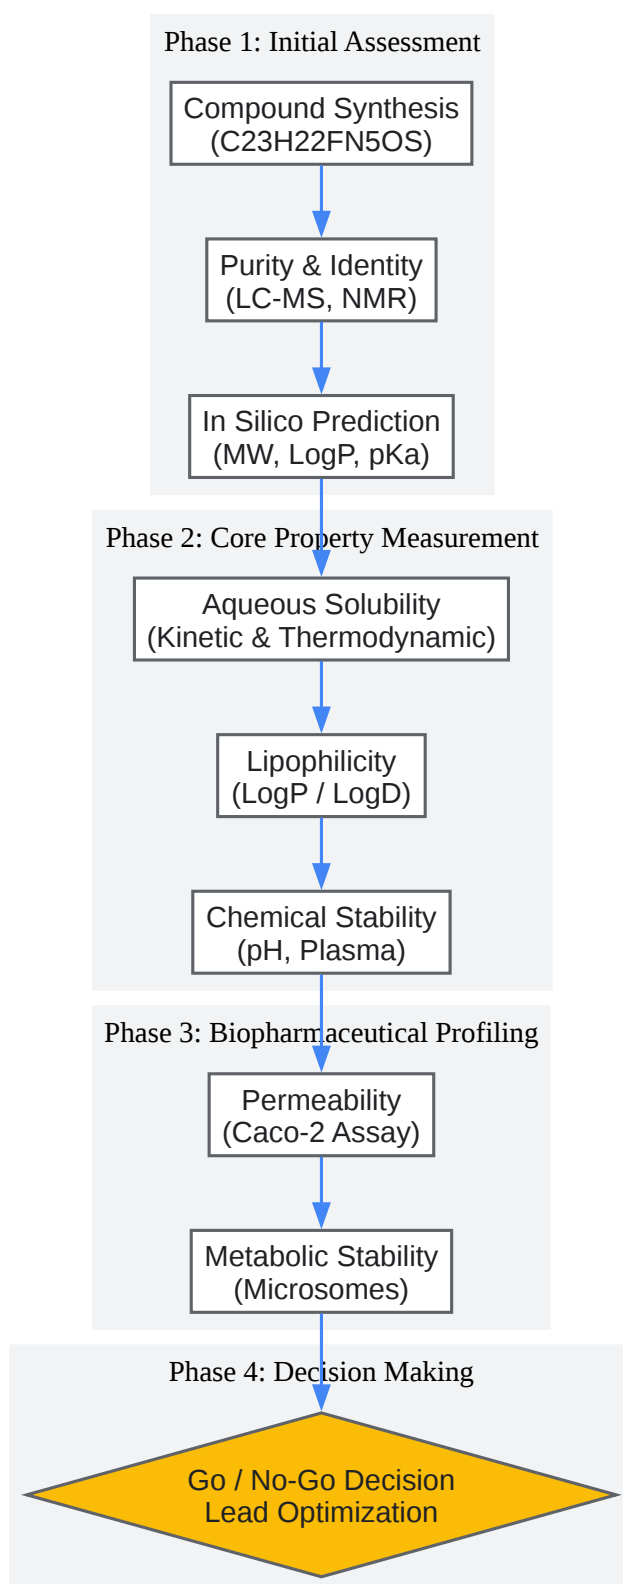 Phase 1: Initial Assessment
Compound Synthesis
(C23H22FN5OS)
Purity & Identity
(LC-MS, NMR)
In Silico Prediction
(MW, LogP, pKa)
Phase 2: Core Property Measurement
Aqueous Solubility
(Kinetic & Thermodynamic)
Lipophilicity
(LogP / LogD)
Chemical Stability
(pH, Plasma)
Phase 3: Biopharmaceutical Profiling
Permeability
(Caco-2 Assay)
Metabolic Stability
(Microsomes)
Phase 4: Decision Making
Go / No-Go Decision
Lead Optimization